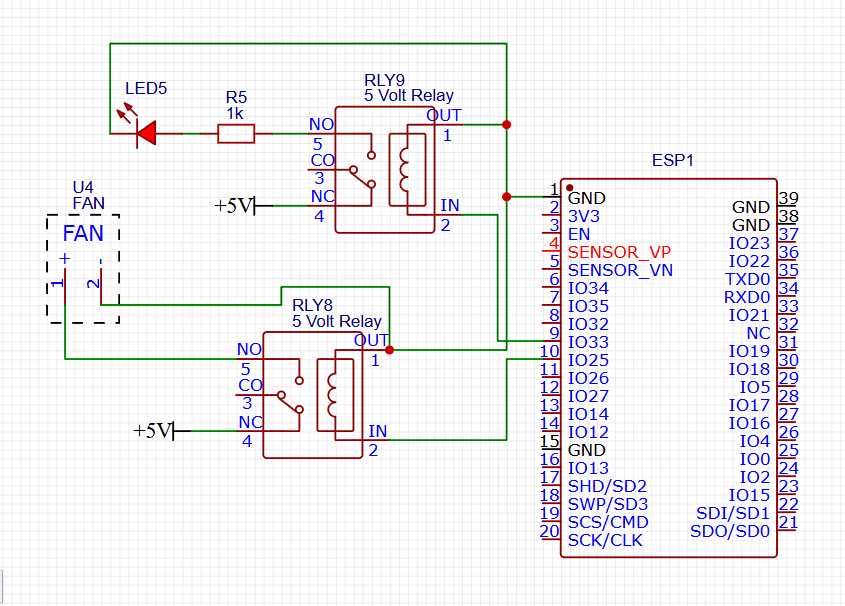 LED5
R5
1k
RLY9
5 Volt Relay
NO
5
CO
3
NC
4
OUT
1
IN
2
+5V
U4
FAN
FAN
+ -
1 2
RLY8
5 Volt Relay
NO
5
CO
3
NC
4
OUT
1
IN
2
+5V
ESP1
1 GND
2 3V3
3 EN
4 SENSOR_VP
5 SENSOR_VN
6 IO34
7 IO35
8 IO32
9 IO33
10 IO25
11 IO26
12 IO27
13 IO14
14 IO12
15 GND
16 IO13
17 SHD/SD2
18 SWP/SD3
19 SCS/CMD
20 SCK/CLK
GND 39
GND 38
IO23 37
IO22 36
TXD0 35
RXD0 34
IO21 33
NC 32
IO19 31
IO18 30
IO5 29
IO17 28
IO16 27
IO4 26
IO0 25
IO2 24
IO15 23
SDI/SD1 22
SDO/SD0 21